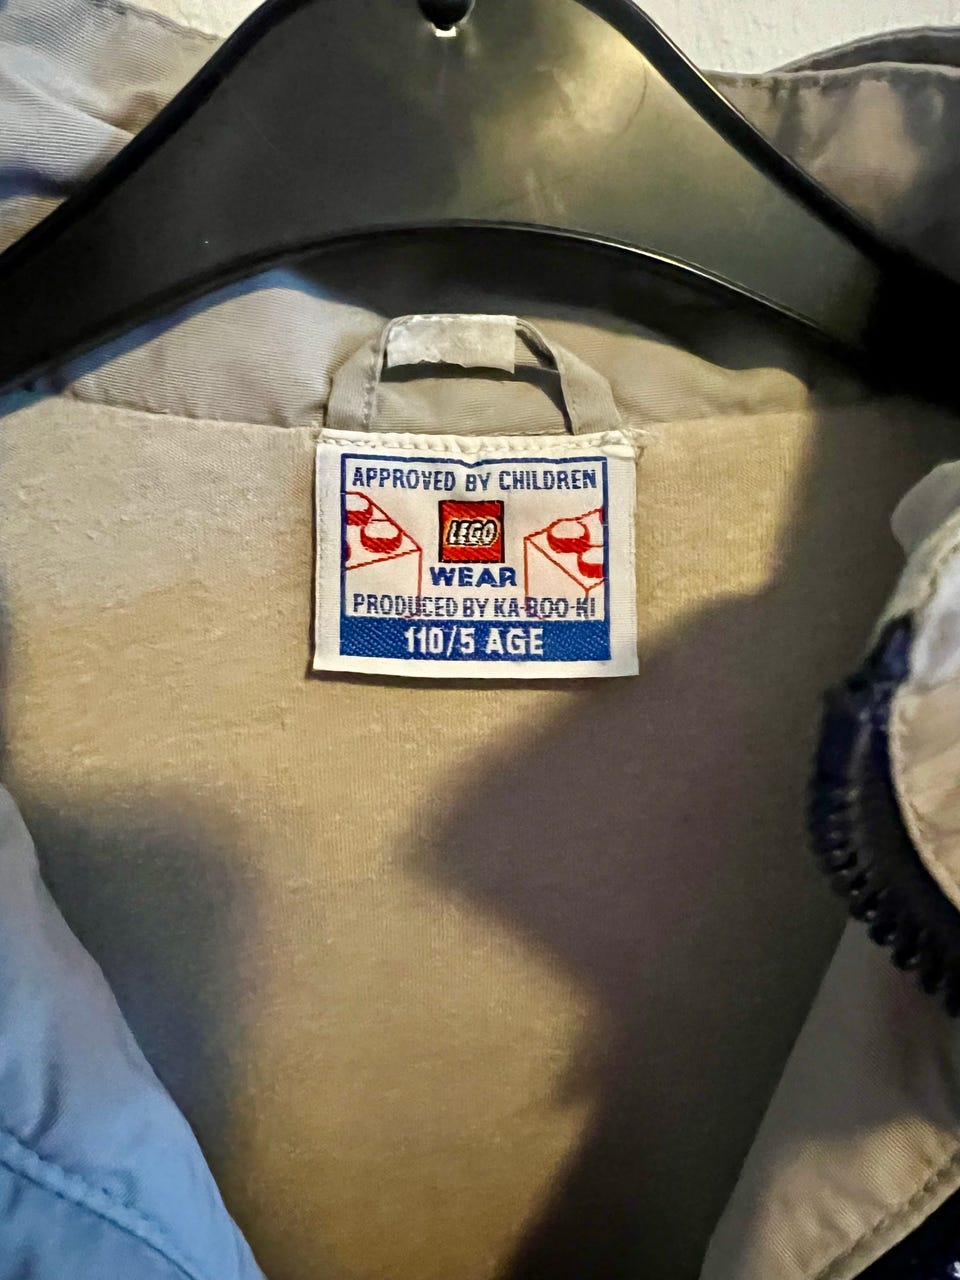 APPROVED BY CHILDREN
LEGO
WEAR
PRODUCED BY KA-BOO-KI
110/5 AGE